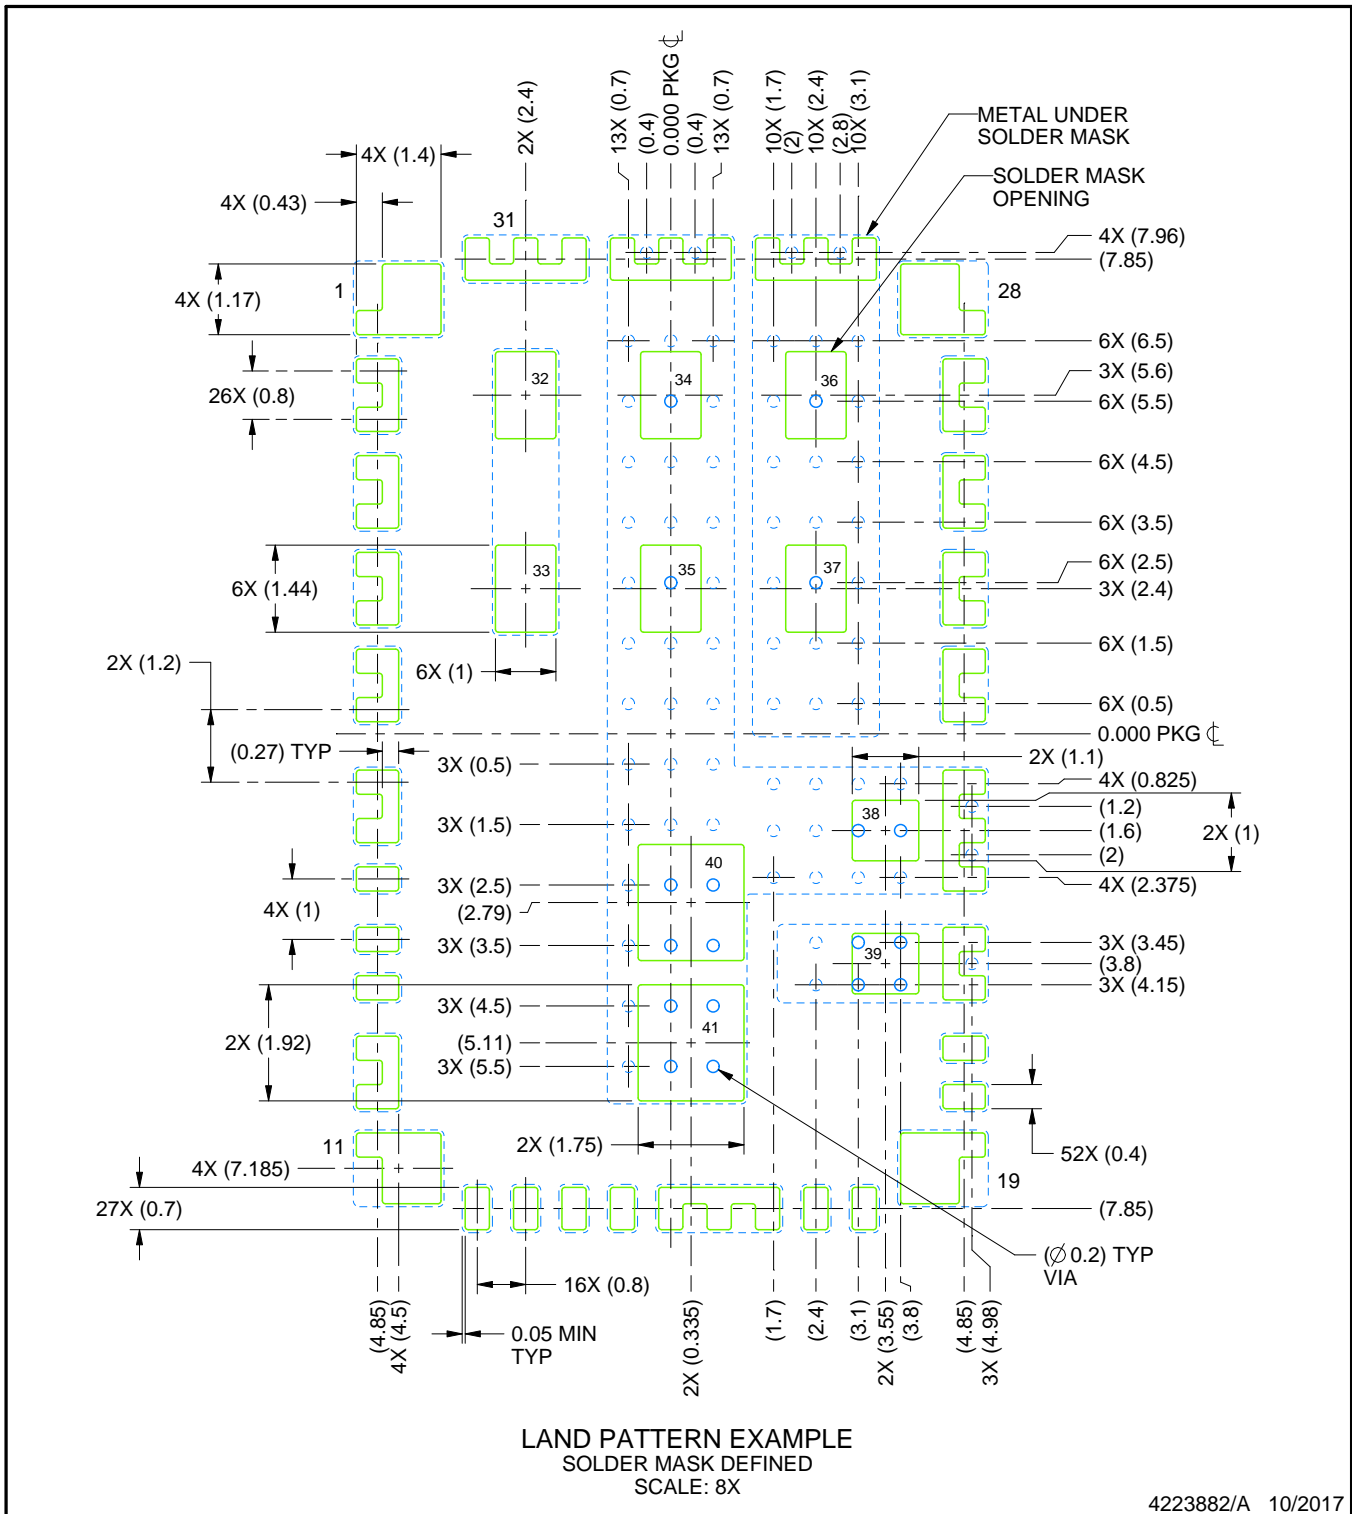 2X (2.4)
13X (0.7)
(0.4)
0.000 PKG ℄
(0.4)
13X (0.7)
10X (1.7)
(2)
10X (2.4)
(2.8)
10X (3.1)
METAL UNDER
SOLDER MASK
4X (1.4)
SOLDER MASK
OPENING
4X (0.43)
31
4X (7.96)
(7.85)
1
28
4X (1.17)
6X (6.5)
3X (5.6)
32
34
36
26X (0.8)
6X (5.5)
6X (4.5)
6X (3.5)
6X (2.5)
33
35
37
6X (1.44)
3X (2.4)
6X (1.5)
2X (1.2)
6X (1)
6X (0.5)
0.000 PKG ℄
(0.27) TYP
3X (0.5)
2X (1.1)
4X (0.825)
(1.2)
38
3X (1.5)
(1.6)
2X (1)
(2)
40
3X (2.5)
4X (2.375)
4X (1)
(2.79)
3X (3.5)
3X (3.45)
39
(3.8)
3X (4.15)
3X (4.5)
2X (1.92)
(5.11)
41
3X (5.5)
11
2X (1.75)
52X (0.4)
4X (7.185)
19
27X (0.7)
(7.85)
(Ø 0.2) TYP
VIA
16X (0.8)
0.05 MIN
TYP
(4.85)
4X (4.5)
2X (0.335)
(1.7)
(2.4)
(3.1)
2X (3.55)
(3.8)
(4.85)
3X (4.98)
LAND PATTERN EXAMPLE
SOLDER MASK DEFINED
SCALE: 8X
4223882/A 10/2017